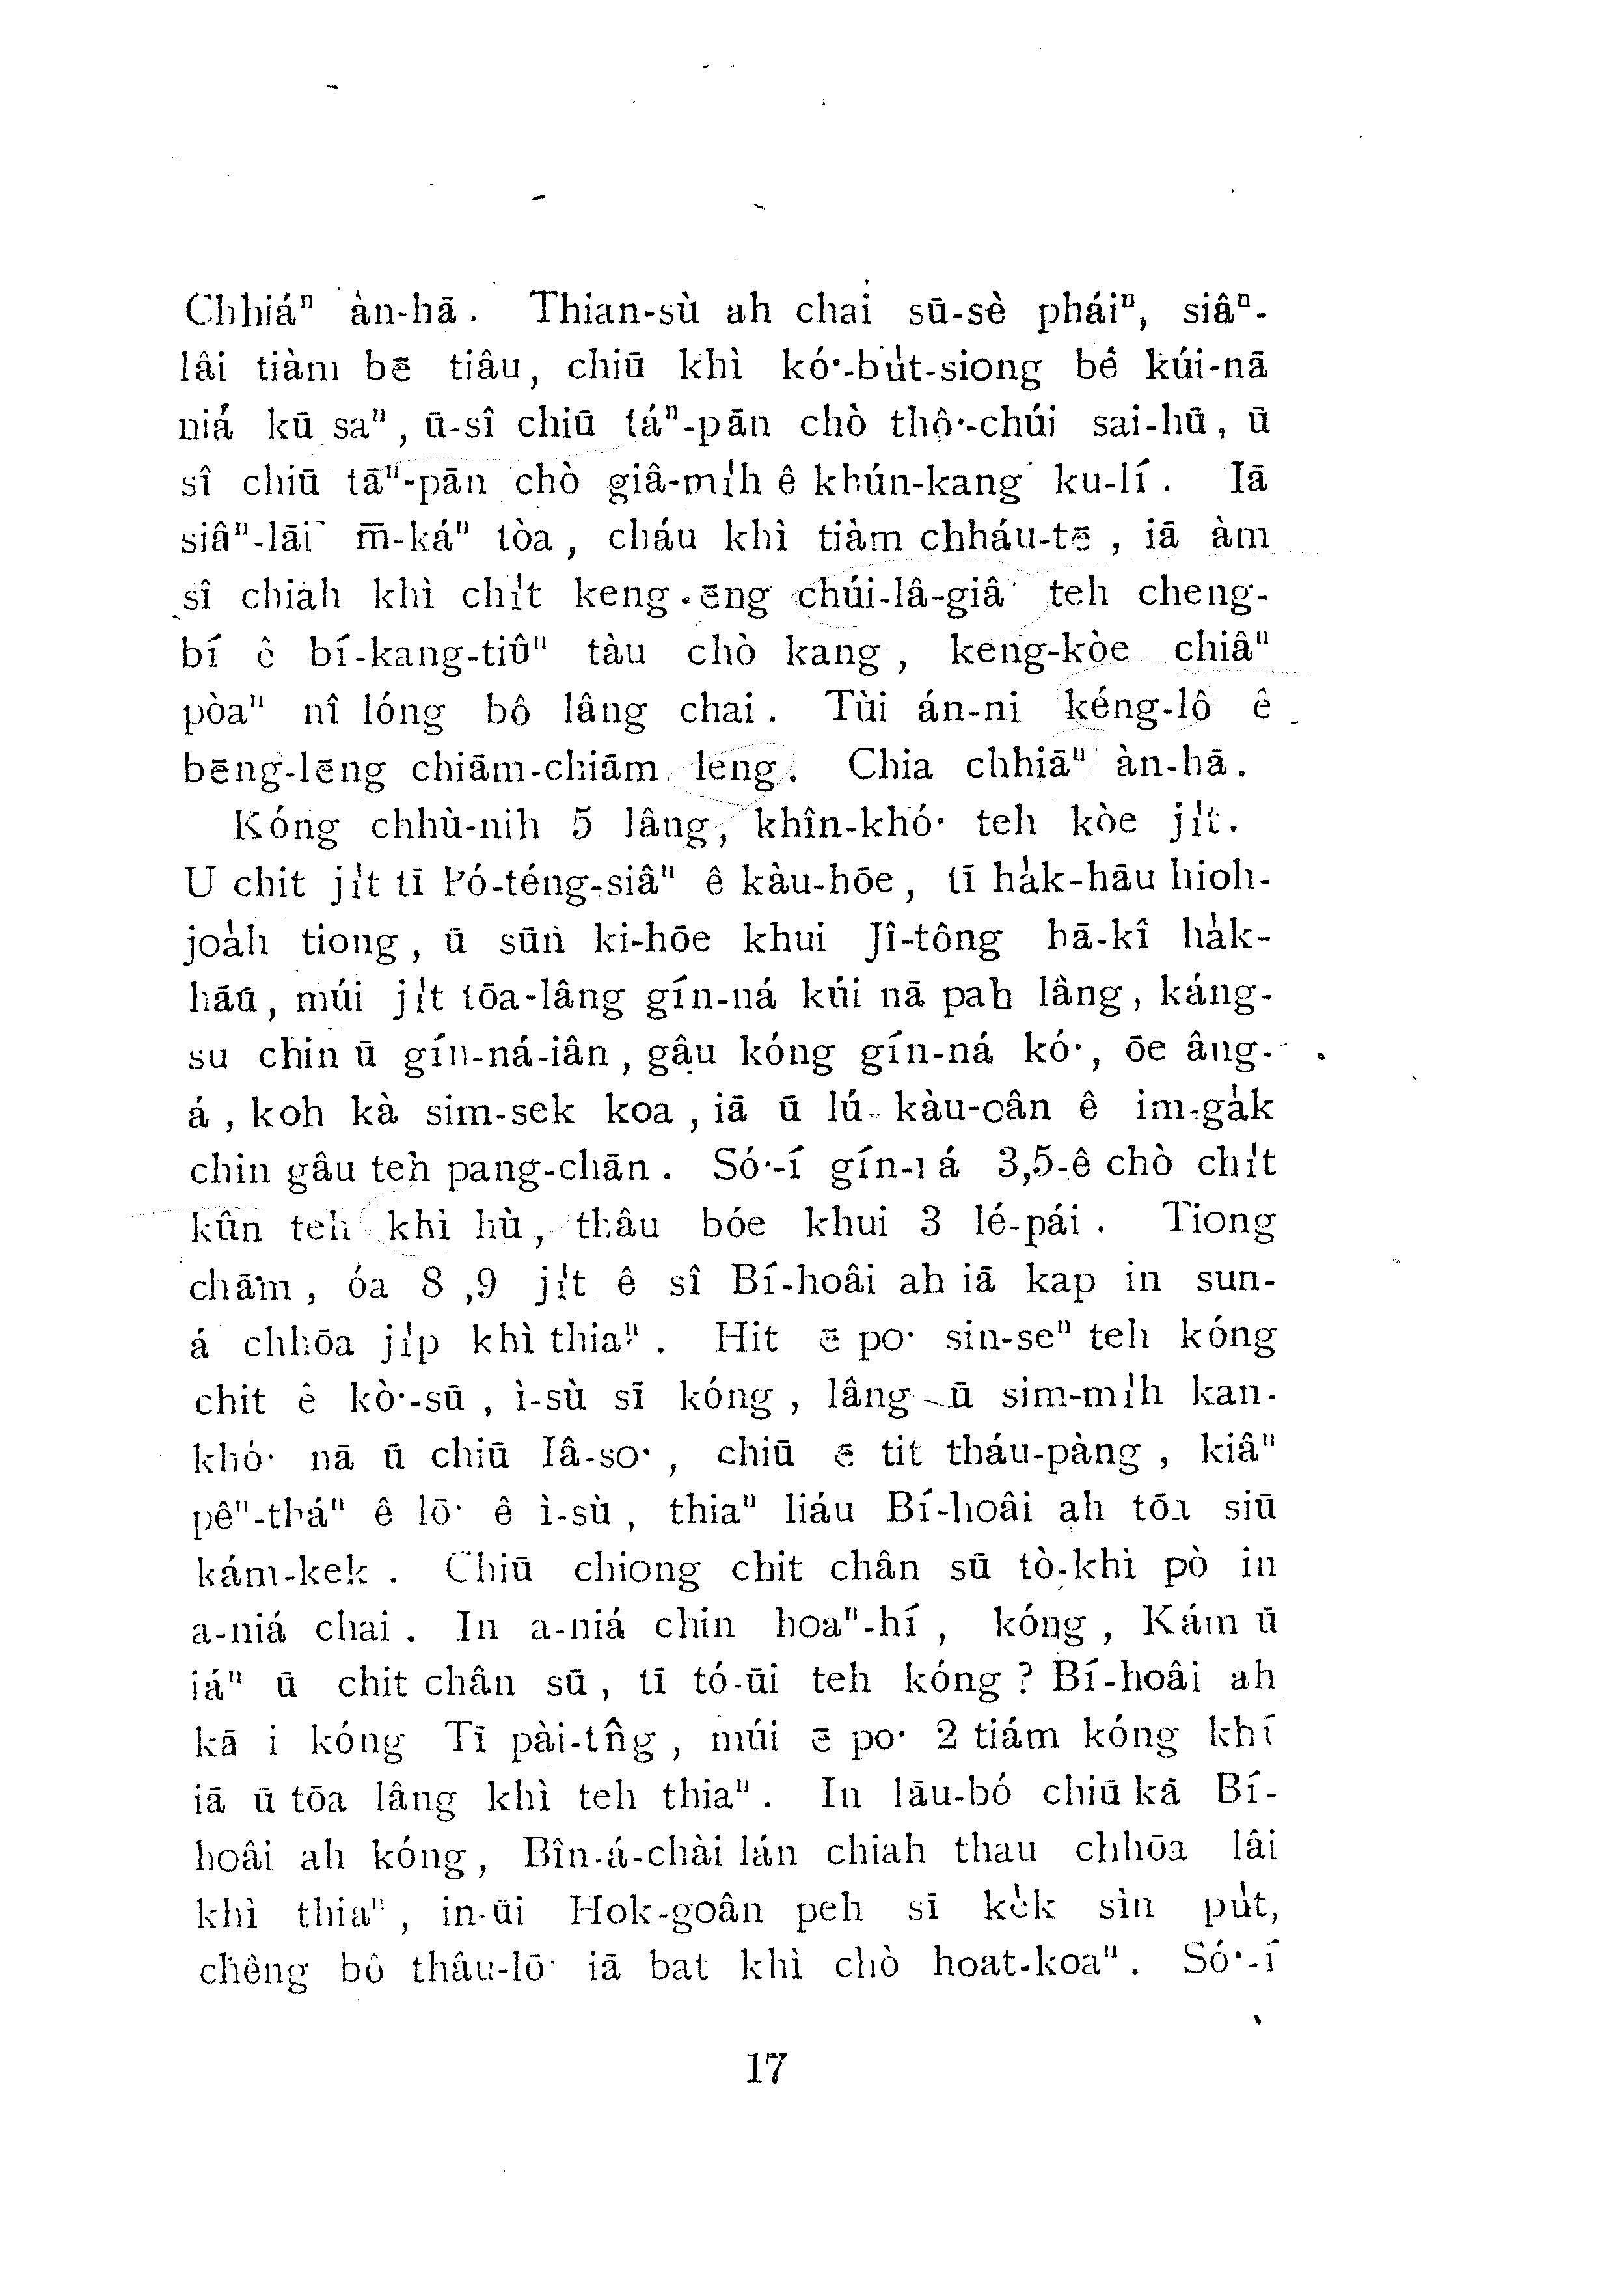 Chhiáⁿ àn-hā. Thian-sù ah chai sū-sè pháiⁿ, siâⁿ-
lâi tiàm bē tiâu, chiū khì kó͘-bu̍t-siong bé kúi-nā
niá kū saⁿ, ū-sî chiū táⁿ-pān chò thô͘-chúi sai-hū, ū
sî chiū tāⁿ-pān chò giâ-mi̍h ê khún-kang ku-lí. Iā
siâⁿ-lāi m̄-káⁿ tòa, cháu khì tiàm chháu-tē, iā àm
sî chiah khì chi̍t keng ēng chúi-lâ-giâ teh cheng-
bí ê bí-kang-tiûⁿ tàu chò kang, keng-kòe chiâⁿ
pòaⁿ nî lóng bô lâng chai. Tùi án-ni kéng-lô ê
bēng-lēng chiām-chiām leng. Chia chhiāⁿ àn-hā.
Kóng chhù-nih 5 lâng, khîn-khó͘ teh kòe ji̍t.
U chit ji̍t tī Pó-téng-siâⁿ ê kàu-hōe, tī ha̍k-hāu hioh-
joa̍h tiong, ū sūn ki-hōe khui Jî-tông hā-kî ha̍k-
hāu, múi ji̍t tōa-lâng gín-ná kúi nā pah lâng, káng-
su chin ū gín-ná-iân, gâu kóng gín-ná kó͘, ōe âng-
á, koh kà sim-sek koa, iā ū lú kàu-oân ê im-ga̍k
chin gâu teh pang-chān. Só͘-í gín-ná 3,5-ê chò chi̍t
kûn teh khì hù, thâu bóe khui 3 lé-pái. Tiong
chām, óa 8,9 ji̍t ê sî Bí-hoâi ah iā kap in sun-
á chhōa ji̍p khì thiaⁿ. Hit ē po͘ sin-seⁿ teh kóng
chit ê kò͘-sū, ì-sù sī kóng, lâng ū sim-mi̍h kan-
khó͘ nā ū chiū Iâ-so͘, chiū ē tit tháu-pàng, kiâⁿ
pêⁿ-tháⁿ ê lō͘ ê ì-sù, thiaⁿ liáu Bí-hoâi ah tōa siū
kám-kek. Chiū chiong chit chân sū tò-khì pò in
a-niá chai. In a-niá chin hoaⁿ-hí, kóng, Kám ū
iáⁿ ū chit chân sū, tī tó-ūi teh kóng? Bí-hoâi ah
kā i kóng Tī pài-tn̂g, múi ē po͘ 2 tiám kóng khí
iā ū tōa lâng khì teh thiaⁿ. In lāu-bó chiū kā Bí-
hoâi ah kóng, Bîn-á-chài lán chiah thau chhōa lâi
khì thiaⁿ, in-ūi Hok-goân peh sī ke̍k sìn pu̍t,
chêng bô thâu-lō͘ iā bat khì chò hoat-koaⁿ. Só͘-í
17